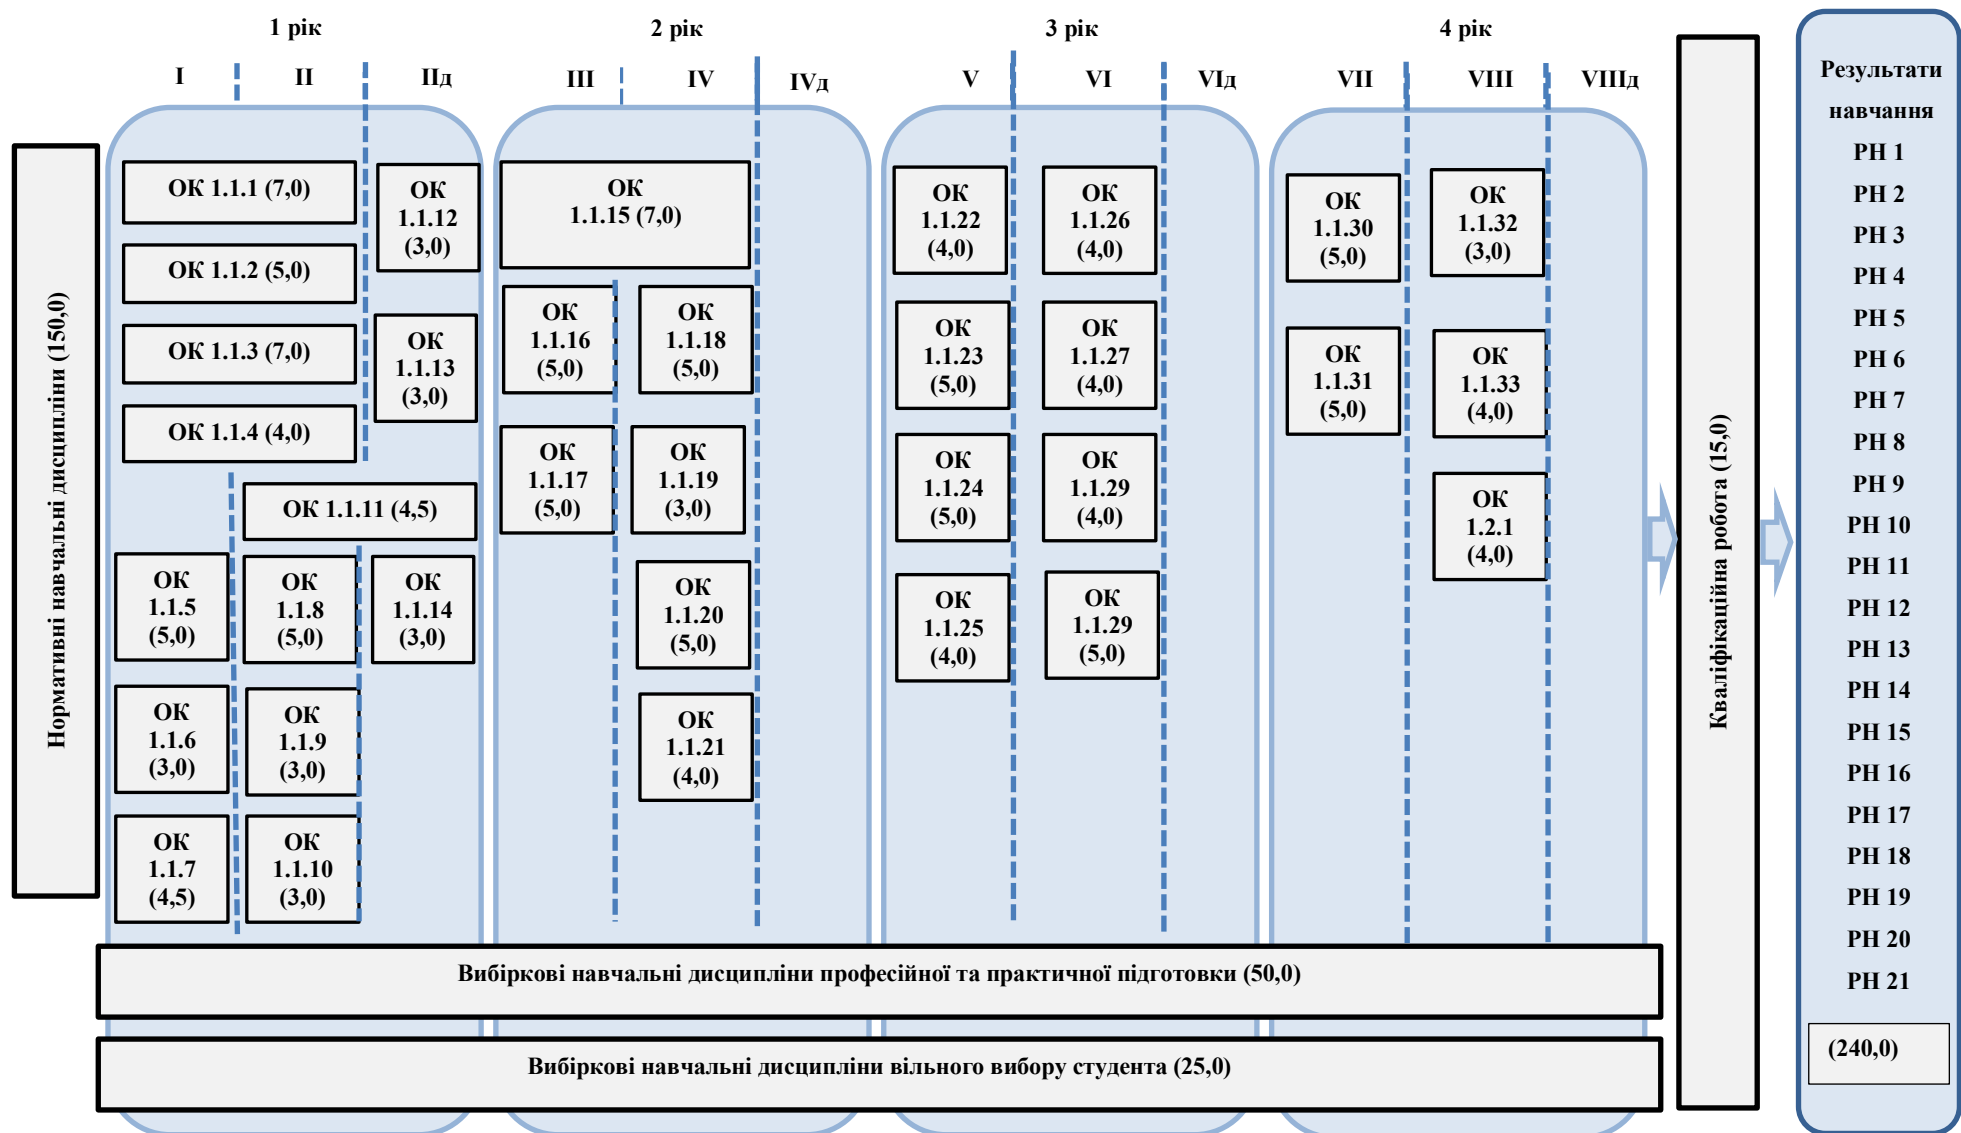 1 рік
2 рік
3 рік
4 рік
I
II
IIд
III
IV
IVд
V
VI
VIд
VII
VIII
VIIIд
Нормативні навчальні дисципліни (150,0)
ОК 1.1.1 (7,0)
ОК 1.1.2 (5,0)
ОК 1.1.3 (7,0)
ОК 1.1.4 (4,0)
ОК
1.1.12
(3,0)
ОК
1.1.13
(3,0)
ОК 1.1.11 (4,5)
ОК
1.1.5
(5,0)
ОК
1.1.8
(5,0)
ОК
1.1.14
(3,0)
ОК
1.1.6
(3,0)
ОК
1.1.9
(3,0)
ОК
1.1.7
(4,5)
ОК
1.1.10
(3,0)
ОК
1.1.15 (7,0)
ОК
1.1.16
(5,0)
ОК
1.1.18
(5,0)
ОК
1.1.17
(5,0)
ОК
1.1.19
(3,0)
ОК
1.1.20
(5,0)
ОК
1.1.21
(4,0)
ОК
1.1.22
(4,0)
ОК
1.1.26
(4,0)
ОК
1.1.23
(5,0)
ОК
1.1.27
(4,0)
ОК
1.1.24
(5,0)
ОК
1.1.29
(4,0)
ОК
1.1.25
(4,0)
ОК
1.1.29
(5,0)
ОК
1.1.30
(5,0)
ОК
1.1.32
(3,0)
ОК
1.1.31
(5,0)
ОК
1.1.33
(4,0)
ОК
1.2.1
(4,0)
Вибіркові навчальні дисципліни професійної та практичної підготовки (50,0)
Вибіркові навчальні дисципліни вільного вибору студента (25,0)
Кваліфікаційна робота (15,0)
Результати
навчання
РН 1
РН 2
РН 3
РН 4
РН 5
РН 6
РН 7
РН 8
РН 9
РН 10
РН 11
РН 12
РН 13
РН 14
РН 15
РН 16
РН 17
РН 18
РН 19
РН 20
РН 21
(240,0)